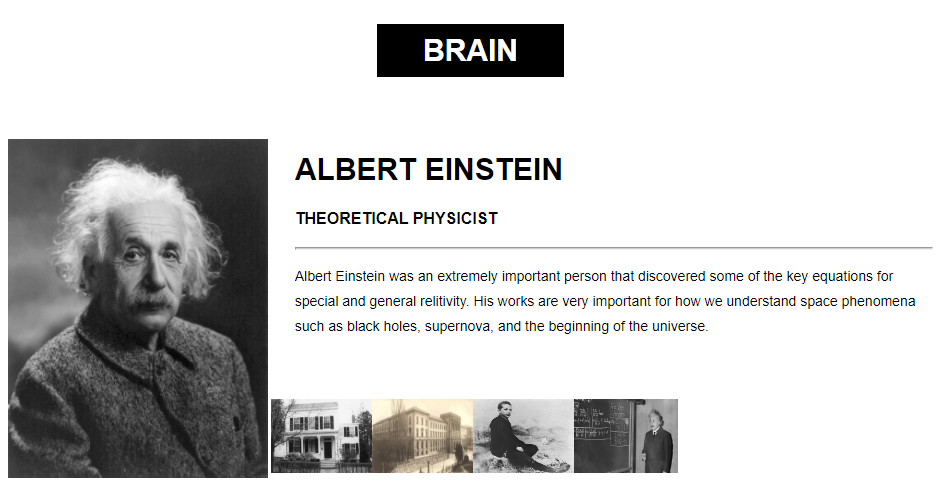 BRAIN
ALBERT EINSTEIN
THEORETICAL PHYSICIST
Albert Einstein was an extremely important person that discovered some of the key equations for
special and general relitivity. His works are very important for how we understand space phenomena
such as black holes, supernova, and the beginning of the universe.